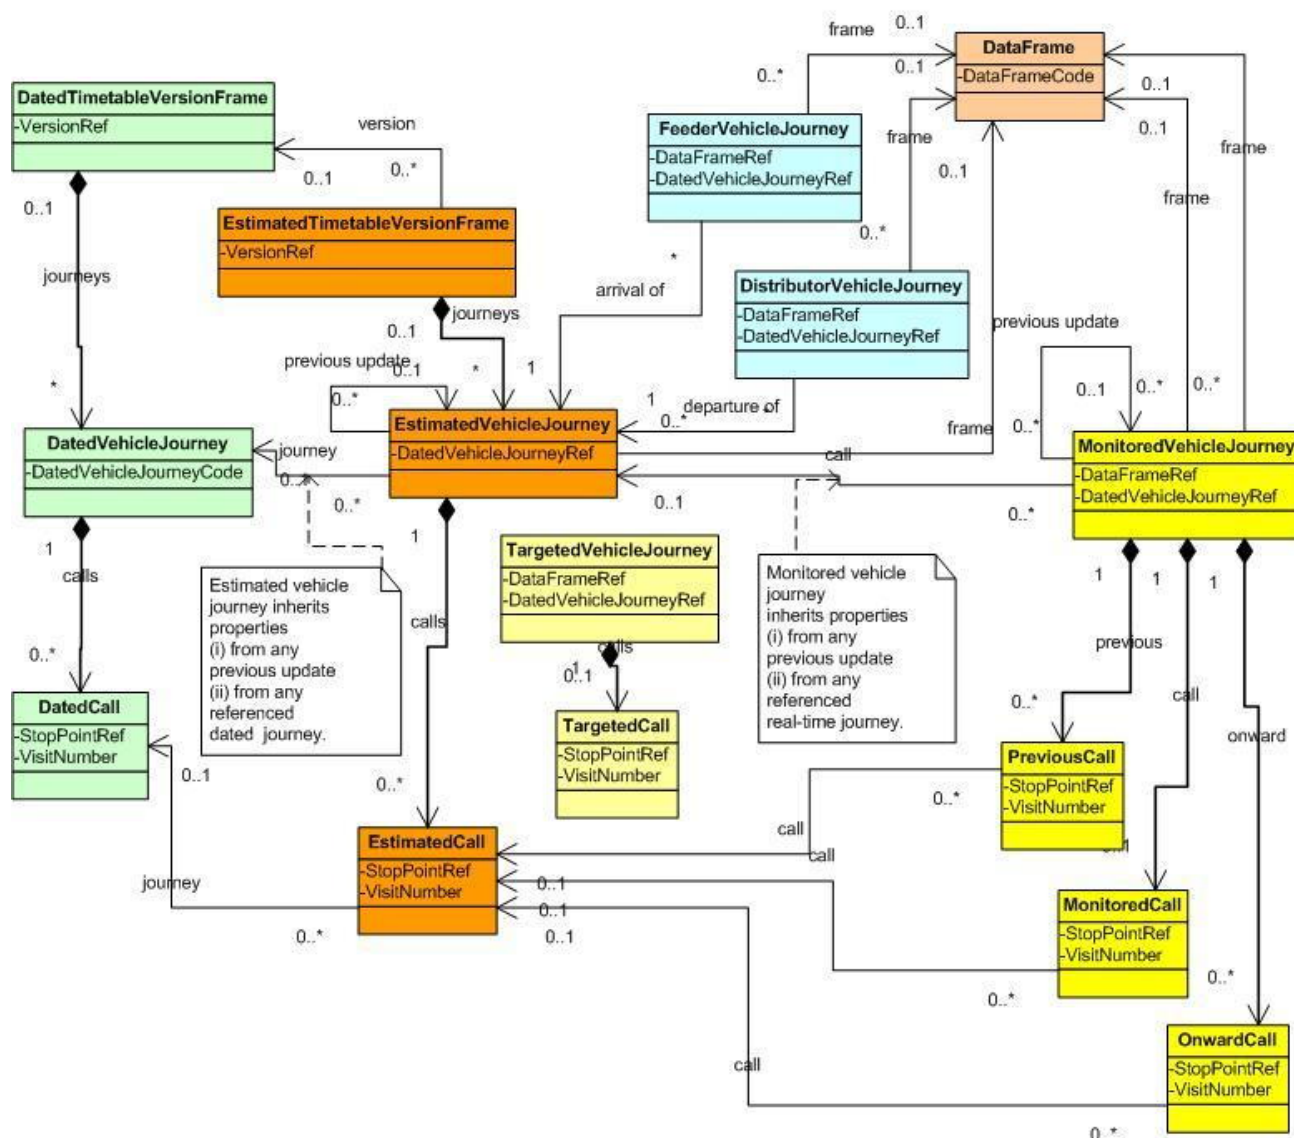 frame
0..1
DataFrame
-DataFrameCode
0..*
0..1
0..1
0..1
DatedTimetableVersionFrame
-VersionRef
version
0..1
0..*
FeederVehicleJourney
-DataFrameRef
-DatedVehicleJourneyRef
frame
0..1
frame
frame
0..1
journeys
EstimatedTimetableVersionFrame
-VersionRef
*
0..*
arrival of
DistributorVehicleJourney
-DataFrameRef
-DatedVehicleJourneyRef
journeys
0..1
previous update
0..1
*
1
previous update
0..1
0..*
0..*
*
0..*
departure of
1
0..*
*
0..*
DatedVehicleJourney
-DatedVehicleJourneyCode
journey
0..*
0..*
EstimatedVehicleJourney
-DatedVehicleJourneyRef
frame
call
0..1
0..*
MonitoredVehicleJourney
-DataFrameRef
-DatedVehicleJourneyRef
1
calls
Estimated vehicle
journey inherits
properties
(i) from any
previous update
(ii) from any
referenced
dated journey.
1
calls
TargetedVehicleJourney
-DataFrameRef
-DatedVehicleJourneyRef
calls
1
0..1
Monitored vehicle
journey
inherits properties
(i) from any
previous update
(ii) from any
referenced
real-time journey.
1
1
1
previous
call
onward
0..*
DatedCall
-StopPointRef
-VisitNumber
0..1
0..*
TargetedCall
-StopPointRef
-VisitNumber
0..*
PreviousCall
-StopPointRef
-VisitNumber
0..*
0..1
call
call
EstimatedCall
-StopPointRef
-VisitNumber
journey
0..*
0..1
0..1
0..1
MonitoredCall
-StopPointRef
-VisitNumber
0..*
0..*
OnwardCall
-StopPointRef
-VisitNumber
call
0..*